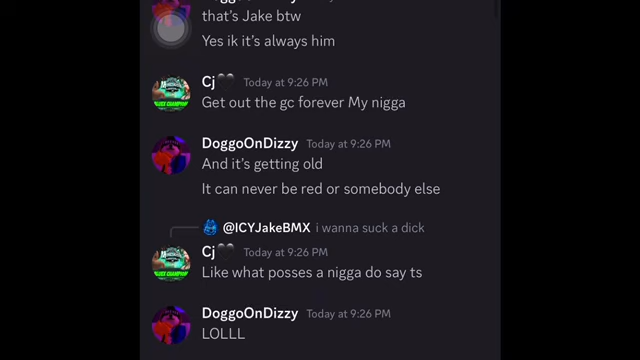 that's Jake btw
Yes ik it's always him
Cj🖤 Today at 9:26 PM
Get out the gc forever My nigga
DoggoOnDizzy Today at 9:26 PM
And it's getting old
It can never be red or somebody else
@ICYJakeBMX i wanna suck a dick
Cj🖤 Today at 9:26 PM
Like what posses a nigga do say ts
DoggoOnDizzy Today at 9:26 PM
LOLLL